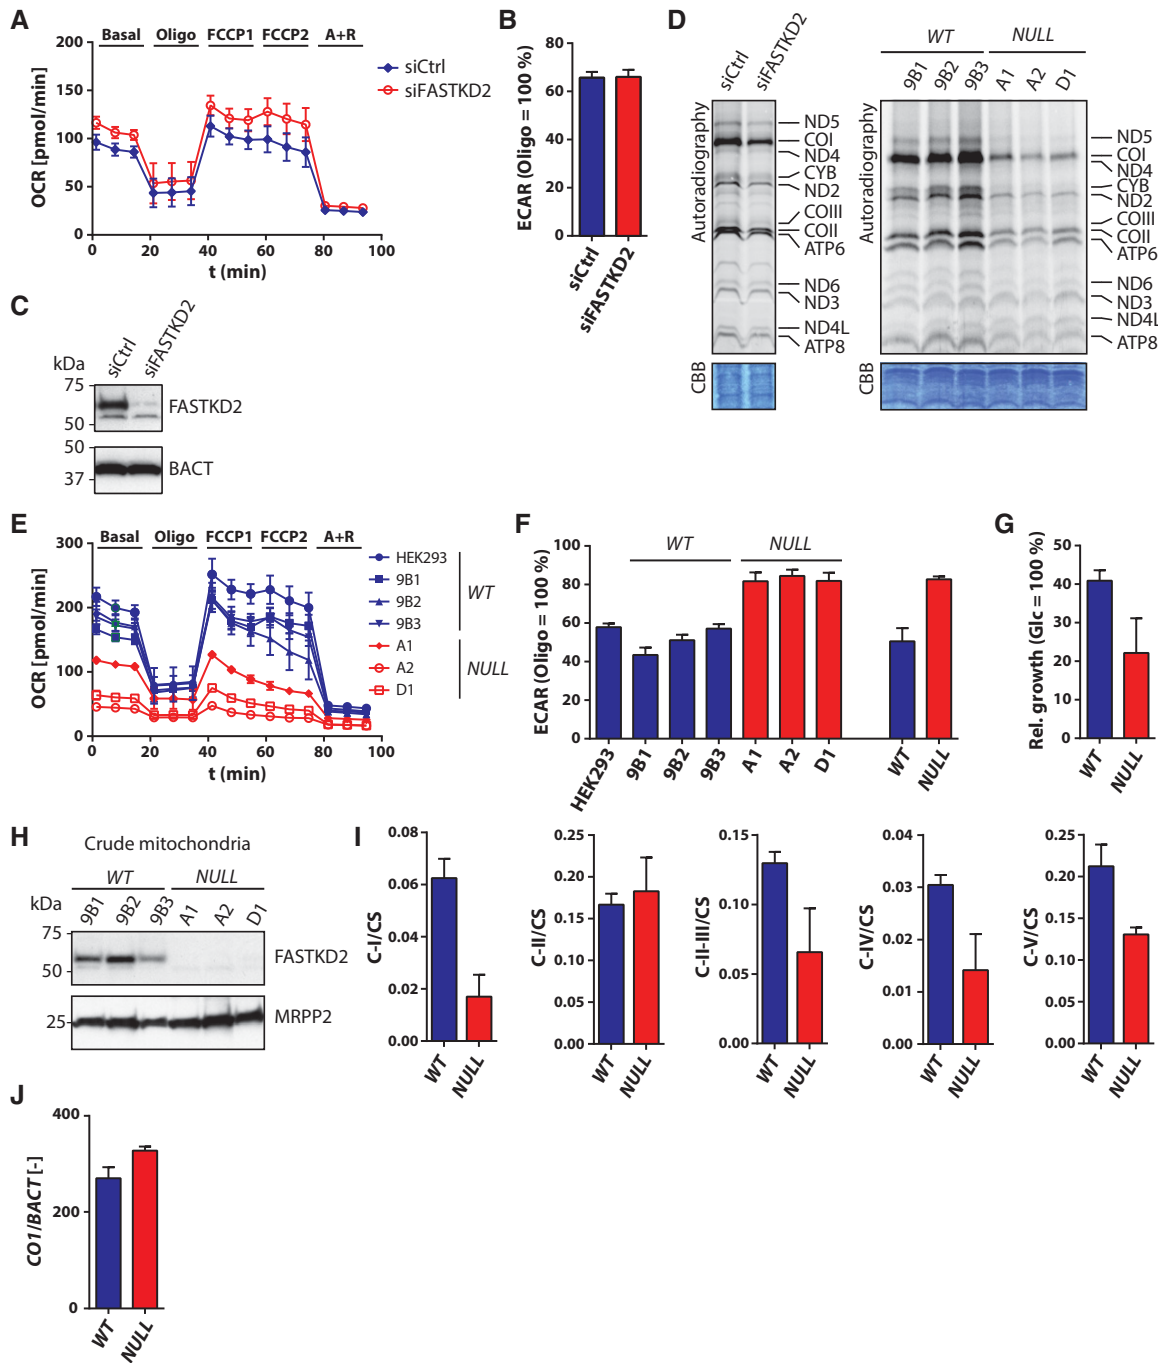 A
Basal Oligo FCCP1 FCCP2 A+R
OCR [pmol/min]
200
150
100
50
0
0 20 40 60 80 100
t (min)
siCtrl
siFASTKD2
B
ECAR (Oligo = 100 %)
80
60
40
20
0
siCtrl
siFASTKD2
C
siCtrl siFASTKD2
kDa
75
50
FASTKD2
50
37
BACT
D
siCtrl siFASTKD2
Autoradiography
ND5
COI
ND4
CYB
ND2
COIII
COII
ATP6
ND6
ND3
ND4L
ATP8
CBB
WT NULL
9B1 9B2 9B3 A1 A2 D1
Autoradiography
ND5
COI
ND4
CYB
ND2
COIII
COII
ATP6
ND6
ND3
ND4L
ATP8
CBB
E
Basal Oligo FCCP1 FCCP2 A+R
OCR [pmol/min]
300
200
100
0
0 20 40 60 80 100
t (min)
HEK293
9B1
9B2
9B3
WT
A1
A2
D1
NULL
F
WT NULL
ECAR (Oligo = 100 %)
100
80
60
40
20
0
HEK293 9B1 9B2 9B3 A1 A2 D1 WT NULL
G
Rel. growth (Glc = 100 %)
50
40
30
20
10
0
WT NULL
H
Crude mitochondria
WT NULL
kDa 9B1 9B2 9B3 A1 A2 D1
75
50
FASTKD2
25
MRPP2
I
C-I/CS
0.08
0.06
0.04
0.02
0.00
WT NULL
C-II/CS
0.25
0.20
0.15
0.10
0.05
0.00
WT NULL
C-II-III/CS
0.15
0.10
0.05
0.00
WT NULL
C-IV/CS
0.04
0.03
0.02
0.01
0.00
WT NULL
C-V/CS
0.25
0.20
0.15
0.10
0.05
0.00
WT NULL
J
CO1/BACT [-]
400
200
0
WT NULL